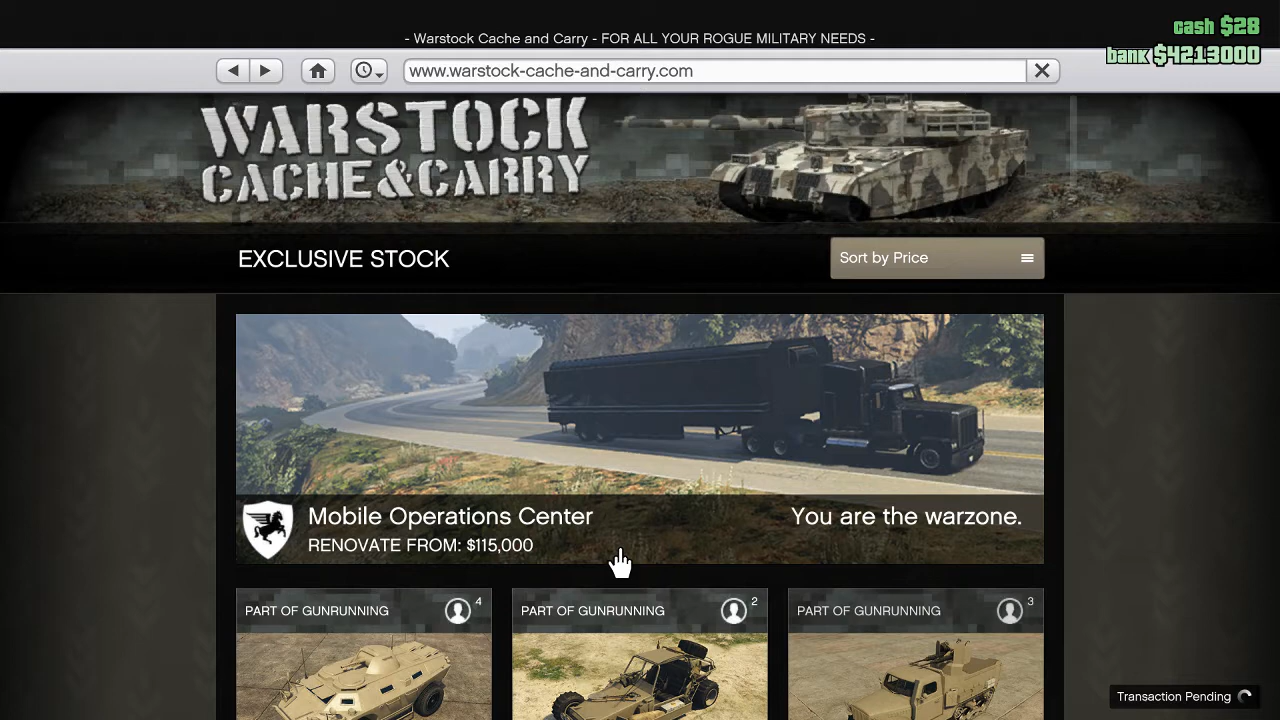 - Warstock Cache and Carry - FOR ALL YOUR ROGUE MILITARY NEEDS -
cash $28
bank $4213000
www.warstock-cache-and-carry.com
WARSTOCK
CACHE&CARRY
EXCLUSIVE STOCK
Sort by Price
Mobile Operations Center
You are the warzone.
RENOVATE FROM: $115,000
PART OF GUNRUNNING
4
PART OF GUNRUNNING
2
PART OF GUNRUNNING
3
Transaction Pending